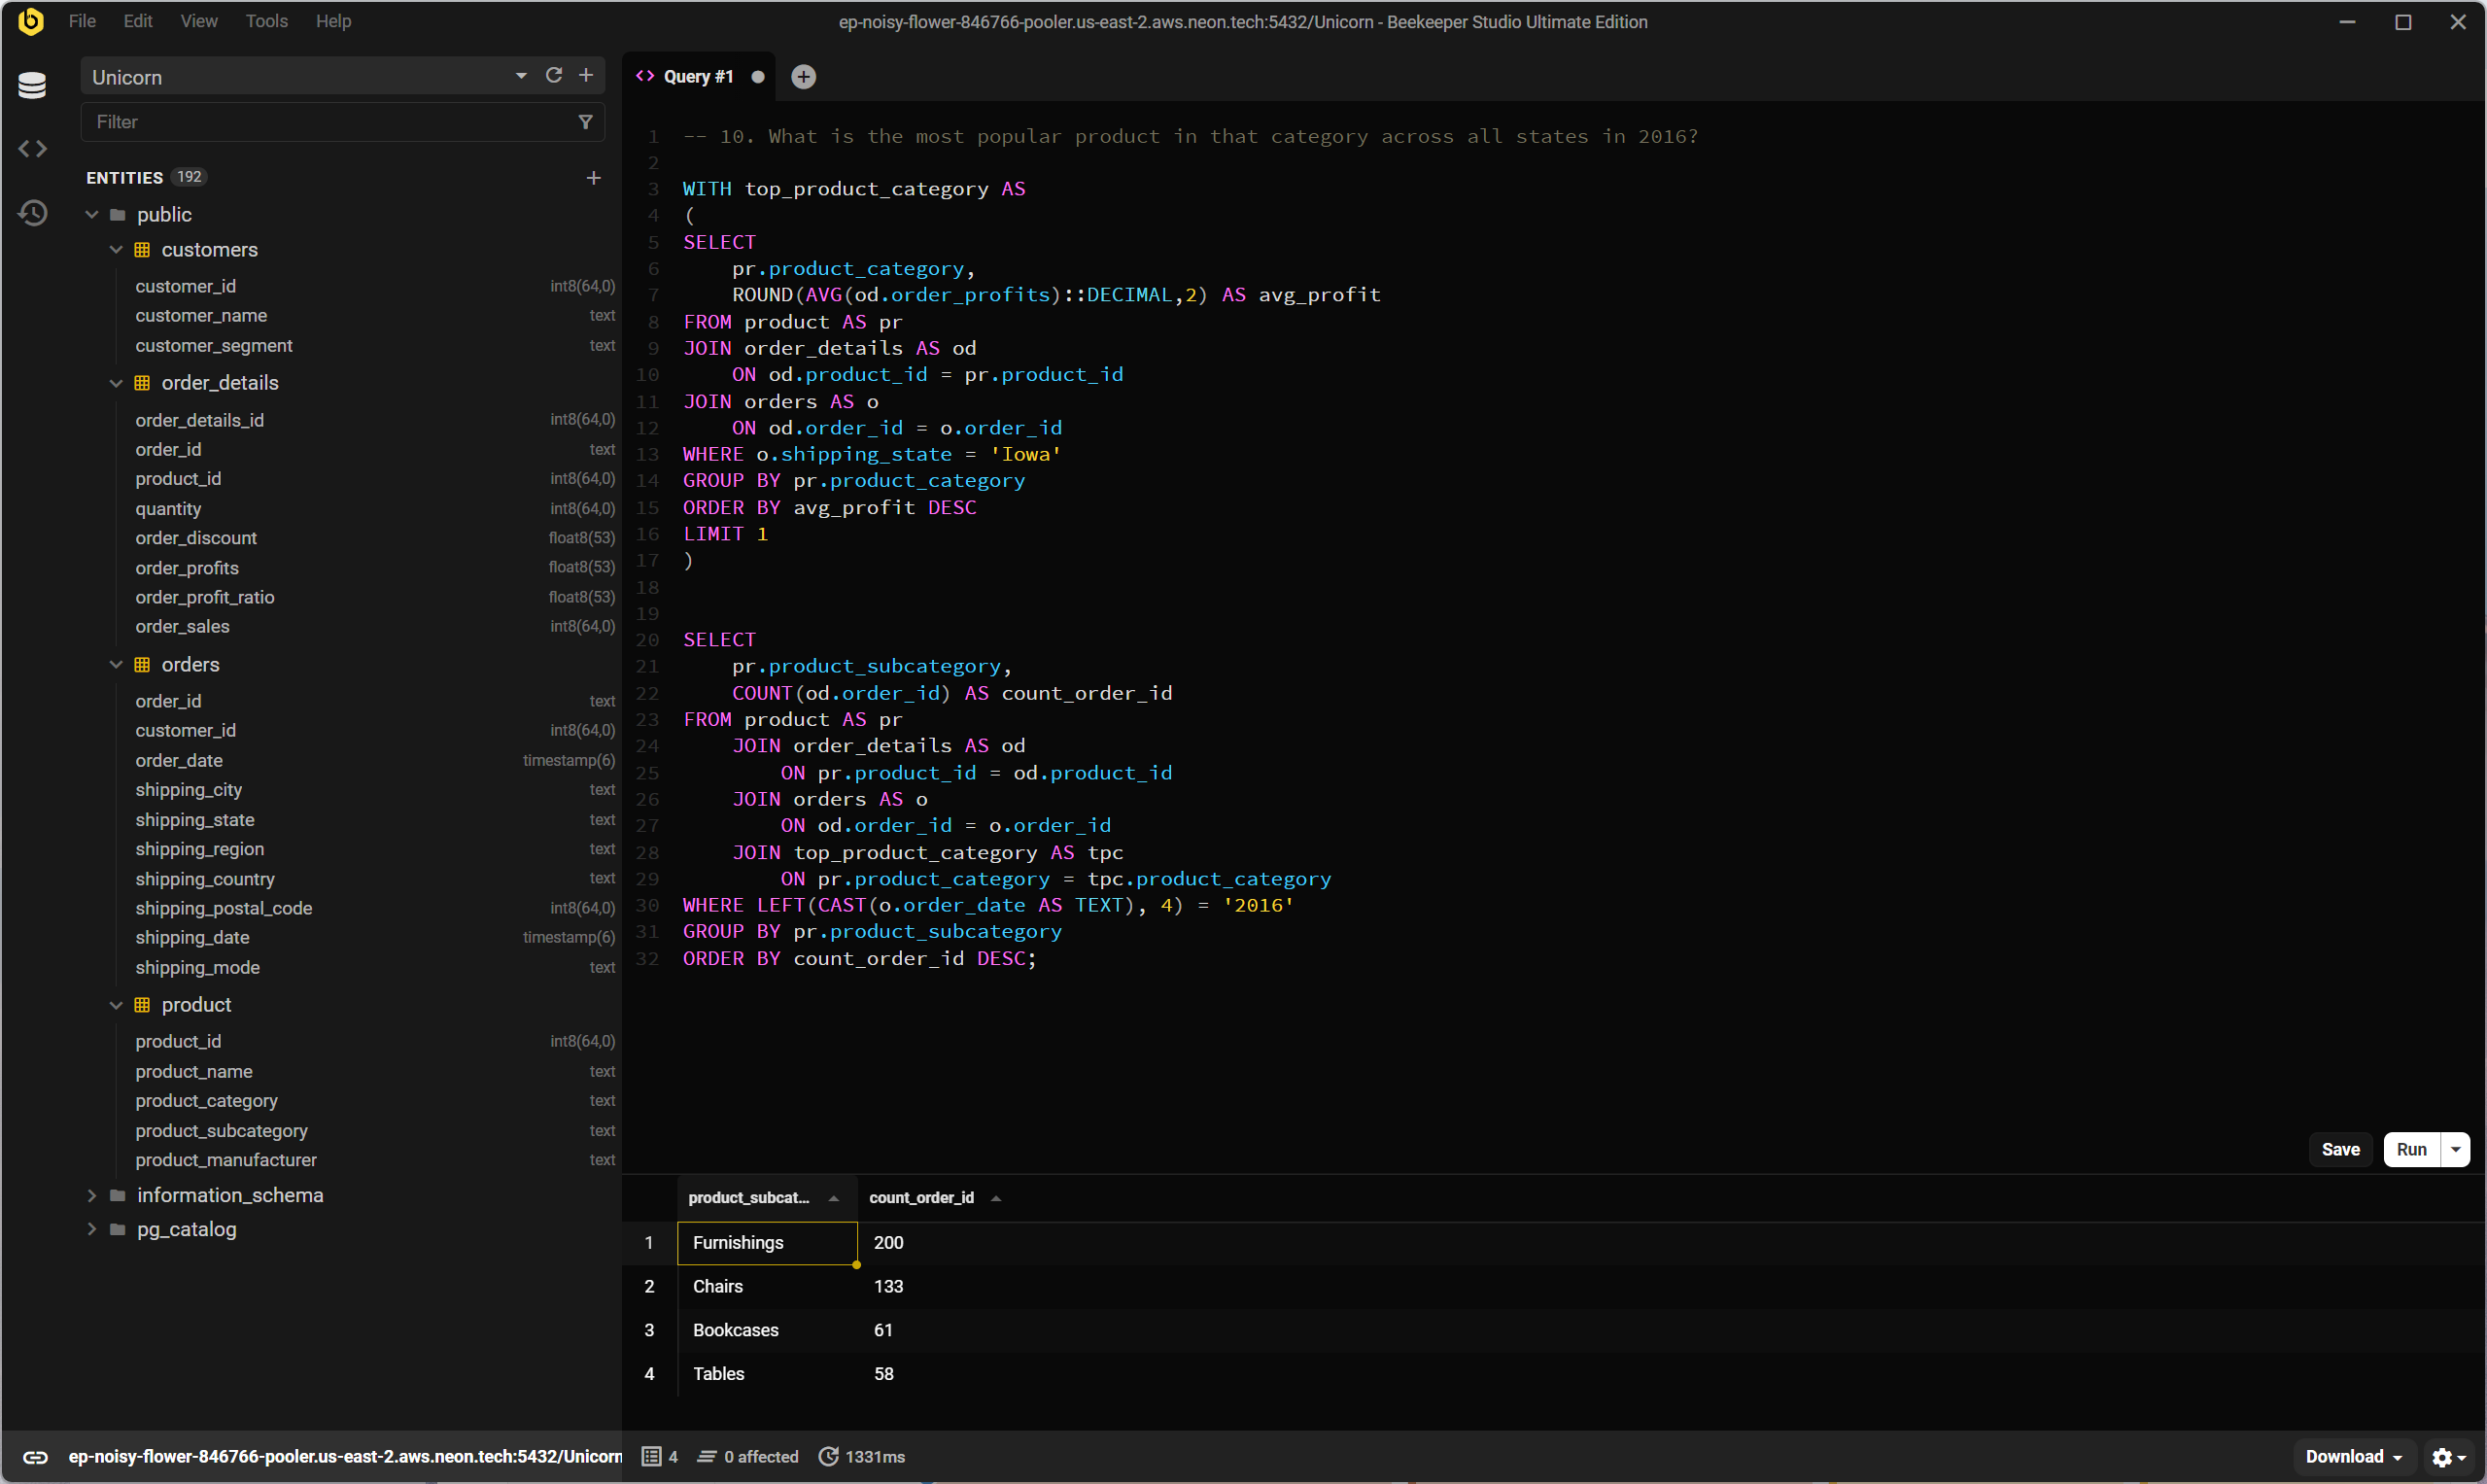 File Edit View Tools Help
ep-noisy-flower-846766-pooler.us-east-2.aws.neon.tech:5432/Unicorn - Beekeeper Studio Ultimate Edition
Unicorn
Filter
ENTITIES 192
public
customers
customer_id int8(64,0)
customer_name text
customer_segment text
order_details
order_details_id int8(64,0)
order_id text
product_id int8(64,0)
quantity int8(64,0)
order_discount float8(53)
order_profits float8(53)
order_profit_ratio float8(53)
order_sales int8(64,0)
orders
order_id text
customer_id int8(64,0)
order_date timestamp(6)
shipping_city text
shipping_state text
shipping_region text
shipping_country text
shipping_postal_code int8(64,0)
shipping_date timestamp(6)
shipping_mode text
product
product_id int8(64,0)
product_name text
product_category text
product_subcategory text
product_manufacturer text
information_schema
pg_catalog
Query #1
1 -- 10. What is the most popular product in that category across all states in 2016?
2
3 WITH top_product_category AS
4 (
5 SELECT
6 pr.product_category,
7 ROUND(AVG(od.order_profits)::DECIMAL,2) AS avg_profit
8 FROM product AS pr
9 JOIN order_details AS od
10 ON od.product_id = pr.product_id
11 JOIN orders AS o
12 ON od.order_id = o.order_id
13 WHERE o.shipping_state = 'Iowa'
14 GROUP BY pr.product_category
15 ORDER BY avg_profit DESC
16 LIMIT 1
17 )
18
19
20 SELECT
21 pr.product_subcategory,
22 COUNT(od.order_id) AS count_order_id
23 FROM product AS pr
24 JOIN order_details AS od
25 ON pr.product_id = od.product_id
26 JOIN orders AS o
27 ON od.order_id = o.order_id
28 JOIN top_product_category AS tpc
29 ON pr.product_category = tpc.product_category
30 WHERE LEFT(CAST(o.order_date AS TEXT), 4) = '2016'
31 GROUP BY pr.product_subcategory
32 ORDER BY count_order_id DESC;
Save Run
product_subcat... count_order_id
1 Furnishings 200
2 Chairs 133
3 Bookcases 61
4 Tables 58
ep-noisy-flower-846766-pooler.us-east-2.aws.neon.tech:5432/Unicorn
4 0 affected 1331ms
Download